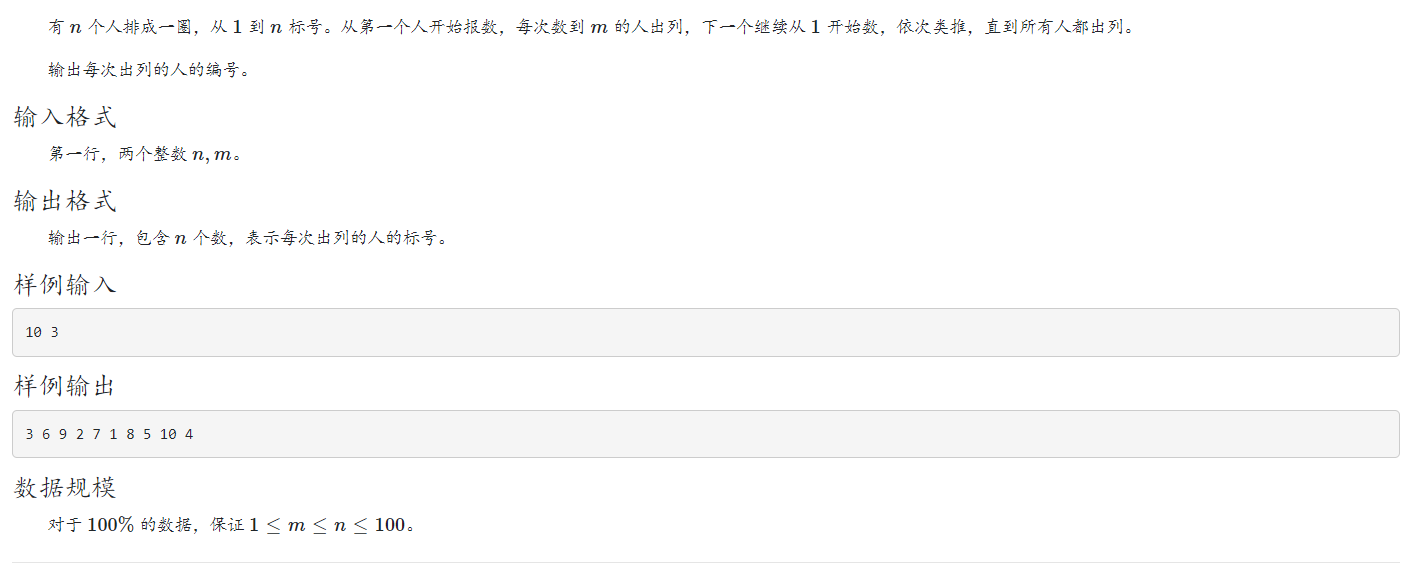 有 n 个人排成一圈，从 1 到 n 标号。从第一个人开始报数，每次数到 m 的人出列，下一个继续从 1 开始数，依次类推，直到所有人都出列。
输出每次出列的人的编号。
输入格式
第一行，两个整数 n, m。
输出格式
输出一行，包含 n 个数，表示每次出列的人的标号。
样例输入
10 3
样例输出
3 6 9 2 7 1 8 5 10 4
数据规模
对于 100% 的数据，保证 1 ≤ m ≤ n ≤ 100。